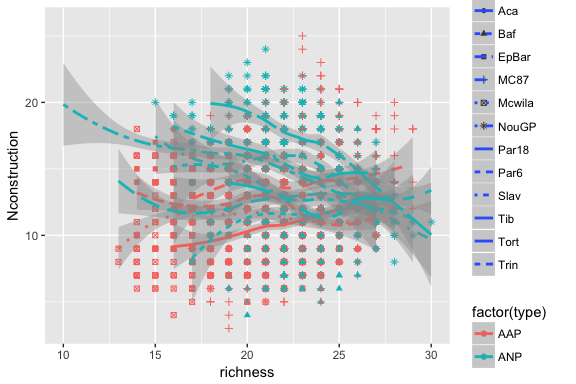 Aca
Baf
EpBar
MC87
Mcwila
NouGP
Par18
Par6
Slav
Tib
Tort
Trin
factor(type)
AAP
ANP
Nconstruction
20
10
10 15 20 25 30
richness